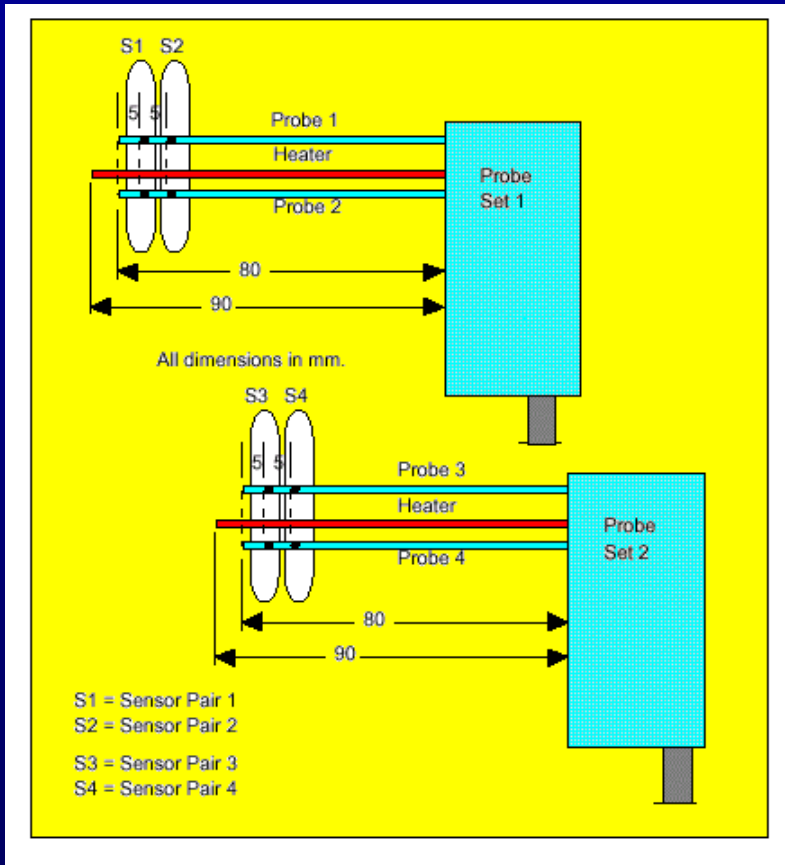 S1 S2
5 5
Probe 1
Heater
Probe 2
Probe
Set 1
80
90
All dimensions in mm.
S3 S4
5 5
Probe 3
Heater
Probe 4
Probe
Set 2
80
90
S1 = Sensor Pair 1
S2 = Sensor Pair 2
S3 = Sensor Pair 3
S4 = Sensor Pair 4